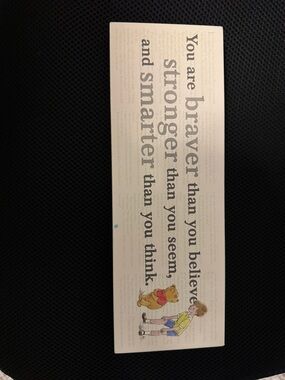 You are braver than you believe,
stronger than you seem,
and smarter than you think.